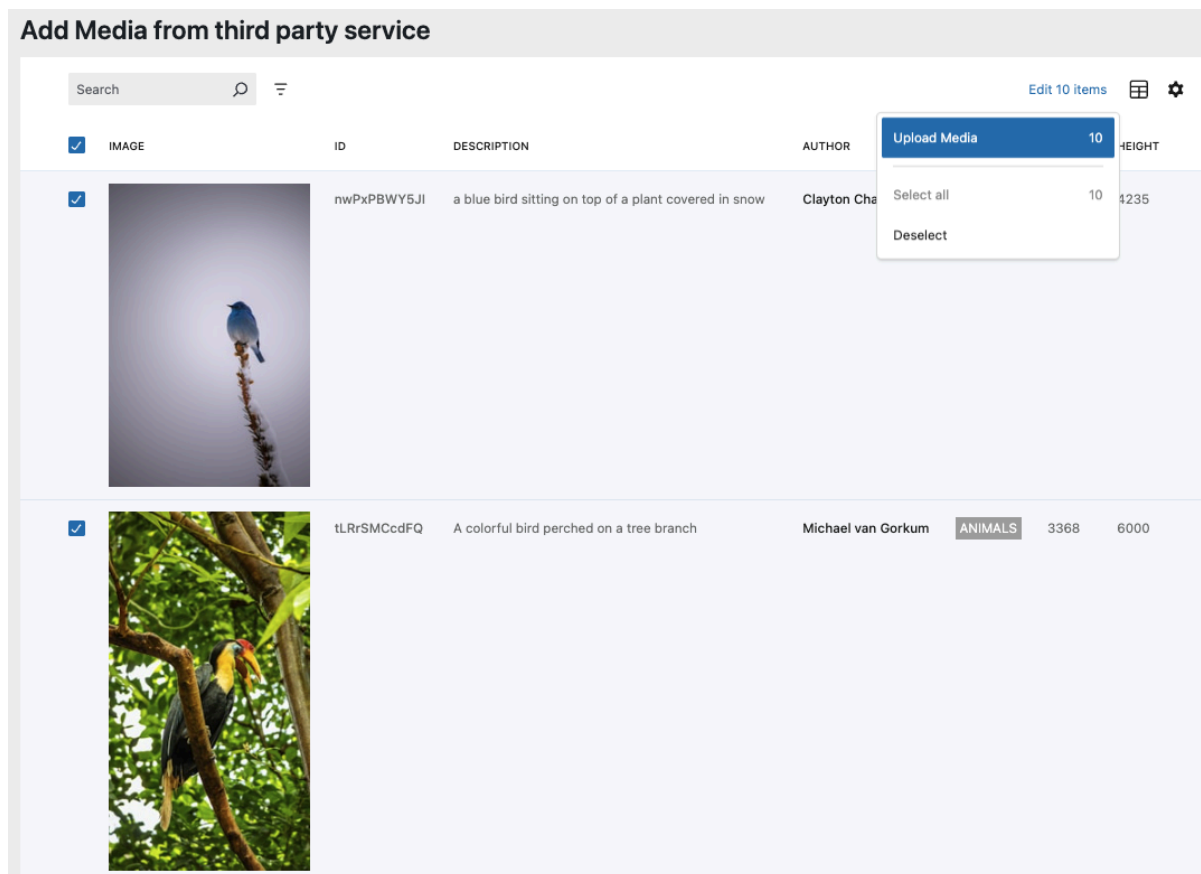 Add Media from third party service
Search
Edit 10 items
IMAGE ID DESCRIPTION AUTHOR HEIGHT
Upload Media 10
Select all 10
Deselect
nwPxPBWY5JI a blue bird sitting on top of a plant covered in snow Clayton Cha 4235
tLRrSMCcdFQ A colorful bird perched on a tree branch Michael van Gorkum ANIMALS 3368 6000